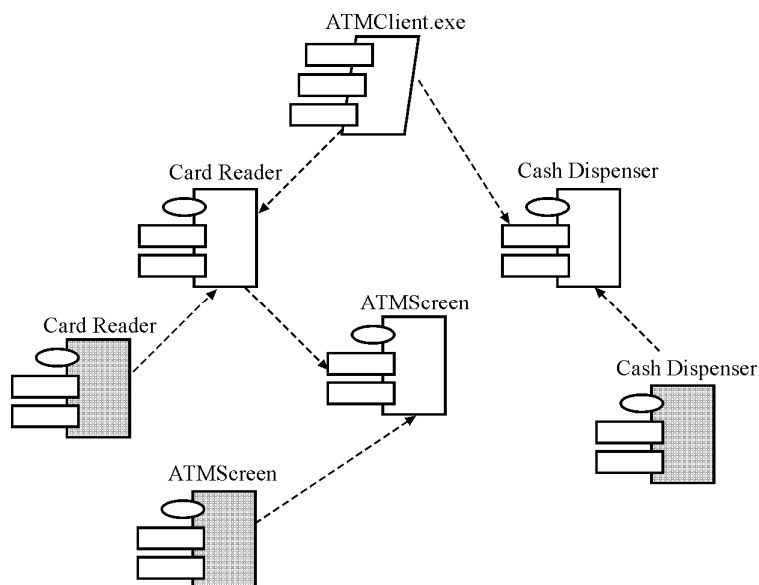 ATMClient.exe
Card Reader
Cash Dispenser
ATMScreen
Card Reader
Cash Dispenser
ATMScreen